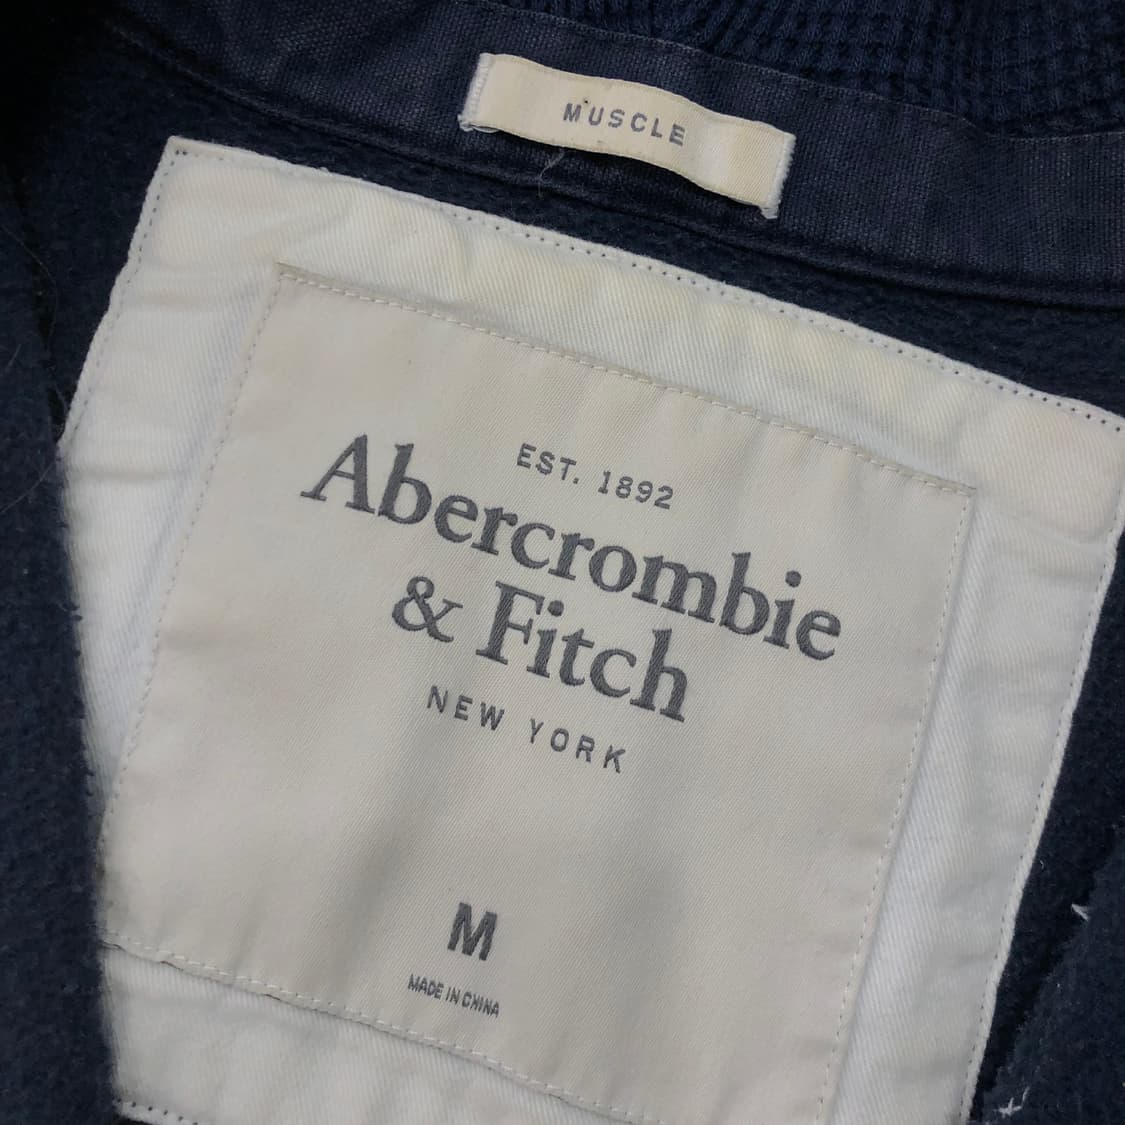 MUSCLE
EST. 1892
Abercrombie
& Fitch
NEW YORK
M
MADE IN CHINA